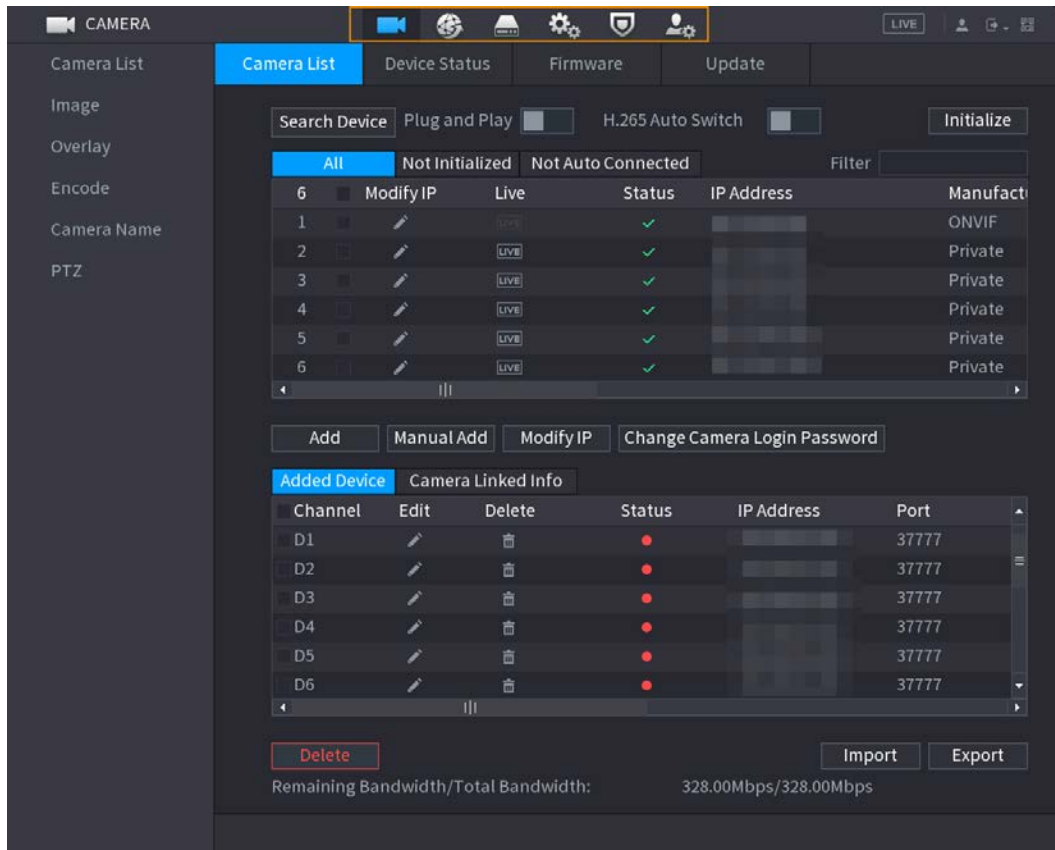 CAMERA LIVE
Camera List Camera List Device Status Firmware Update
Image
Search Device Plug and Play H.265 Auto Switch Initialize
Overlay
All Not Initialized Not Auto Connected Filter
Encode
6 Modify IP Live Status IP Address Manufactu
1 LIVE ONVIF
Camera Name
2 LIVE Private
PTZ
3 LIVE Private
4 LIVE Private
5 LIVE Private
6 LIVE Private
Add Manual Add Modify IP Change Camera Login Password
Added Device Camera Linked Info
Channel Edit Delete Status IP Address Port
D1 37777
D2 37777
D3 37777
D4 37777
D5 37777
D6 37777
Delete Import Export
Remaining Bandwidth/Total Bandwidth: 328.00Mbps/328.00Mbps